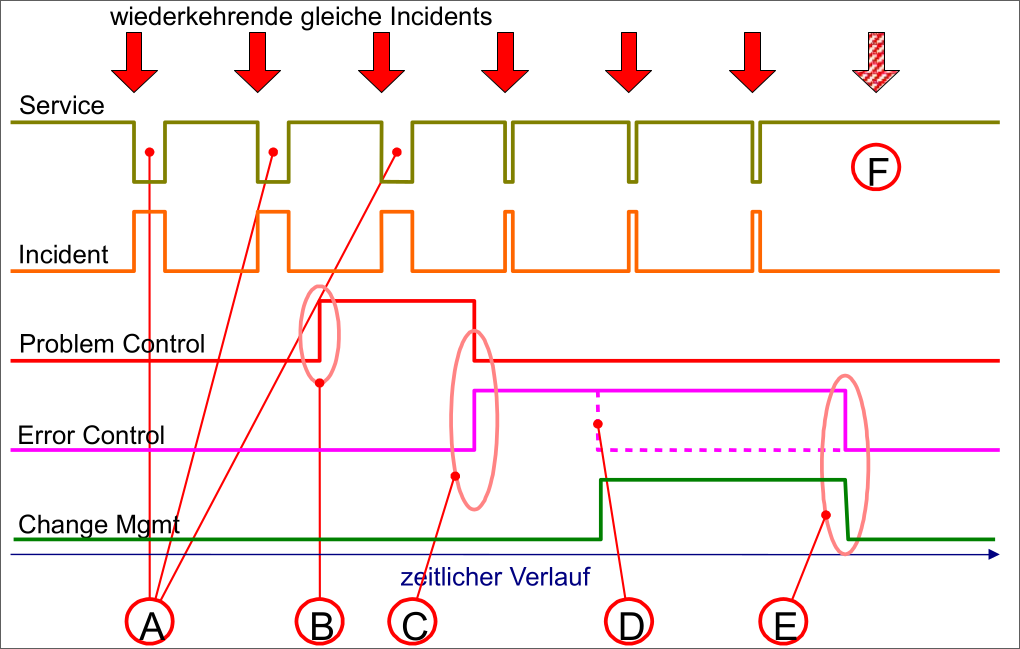 wiederkehrende gleiche Incidents
Service
F
Incident
Problem Control
Error Control
Change Mgmt
zeitlicher Verlauf
A B C D E